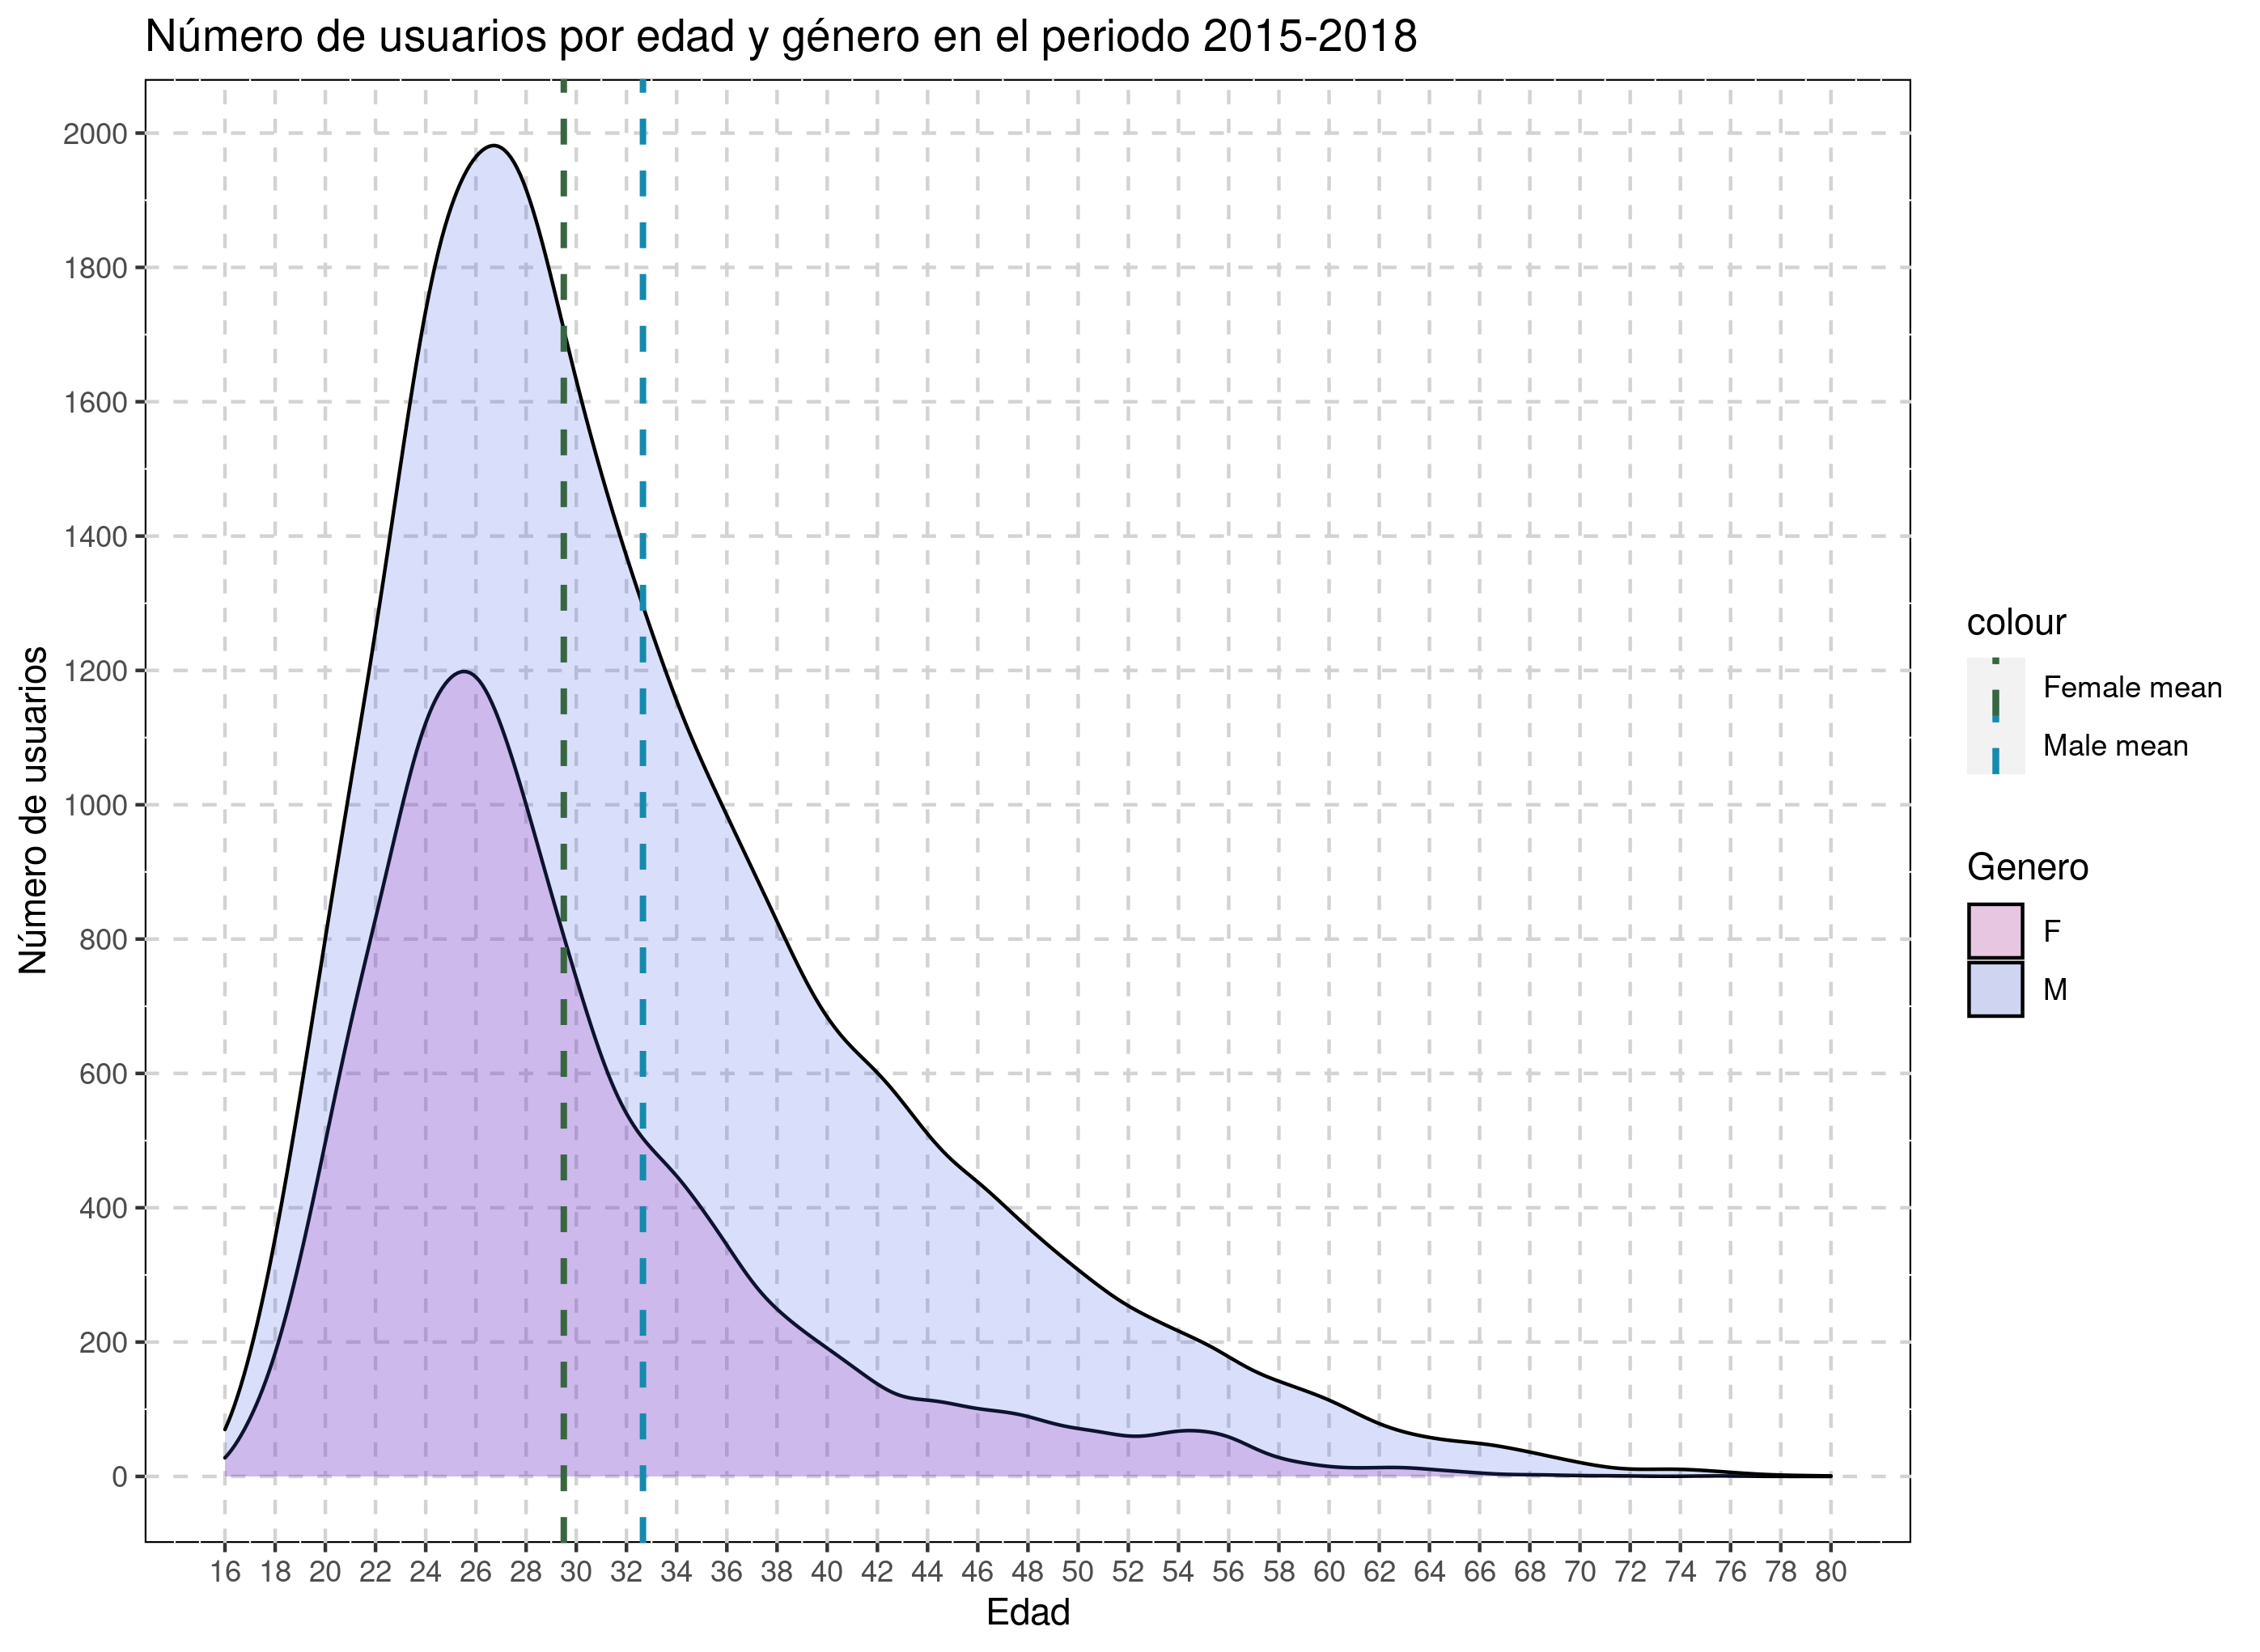 Número de usuarios por edad y género en el periodo 2015-2018
Número de usuarios
2000
1800
1600
1400
1200
1000
800
600
400
200
0
16 18 20 22 24 26 28 30 32 34 36 38 40 42 44 46 48 50 52 54 56 58 60 62 64 66 68 70 72 74 76 78 80
Edad
colour
Female mean
Male mean
Genero
F
M